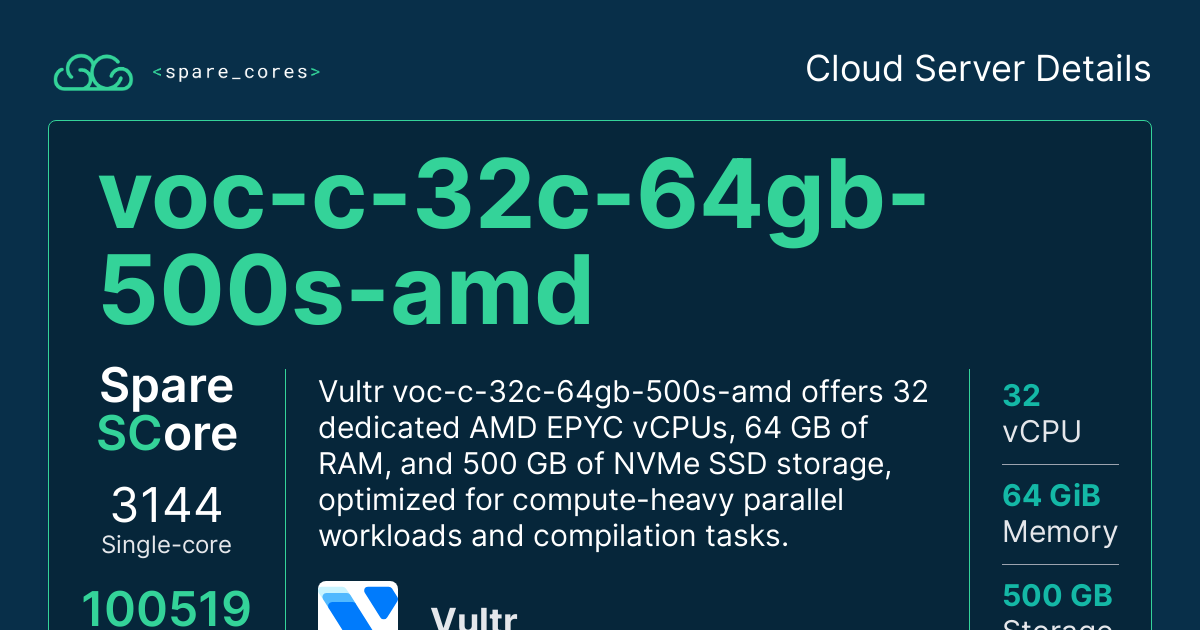 <spare_cores>
Cloud Server Details
voc-c-32c-64gb-
500s-amd
Spare
SCore
3144
Single-core
100519
Vultr voc-c-32c-64gb-500s-amd offers 32
dedicated AMD EPYC vCPUs, 64 GB of
RAM, and 500 GB of NVMe SSD storage,
optimized for compute-heavy parallel
workloads and compilation tasks.
Vultr
32
vCPU
64 GiB
Memory
500 GB
Storage